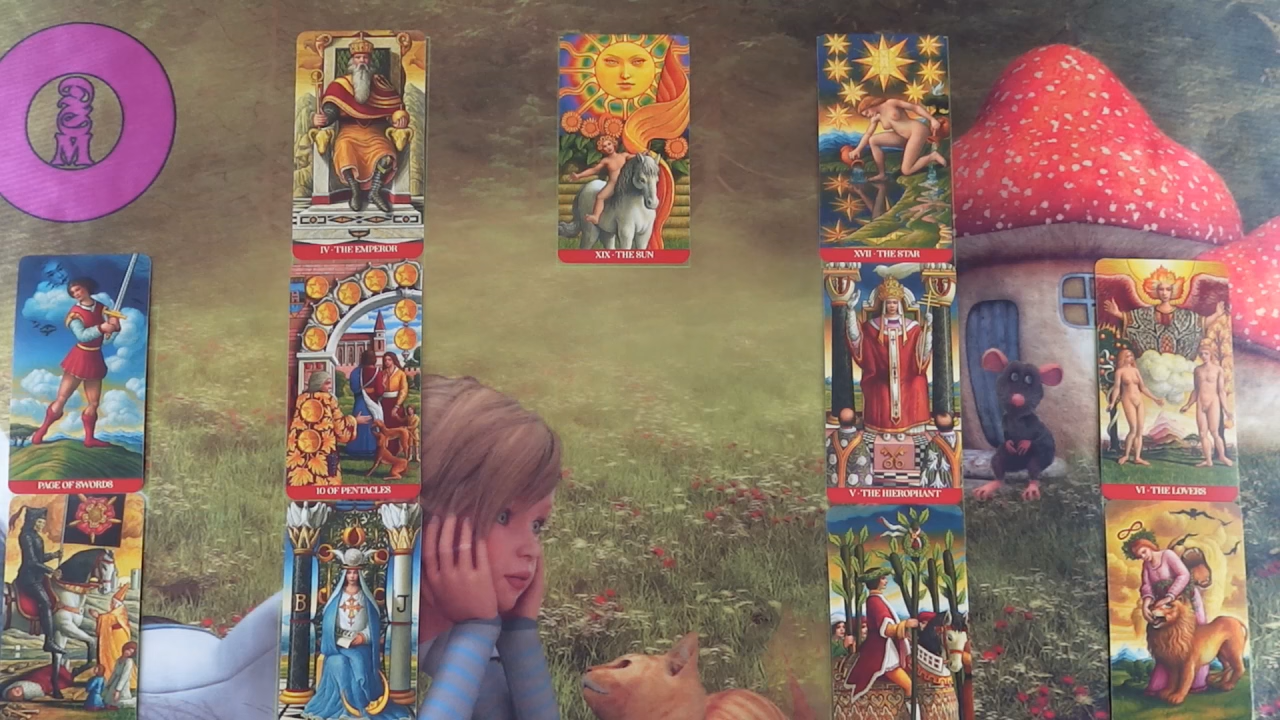 IV - THE EMPEROR
XIX - THE SUN
XVII - THE STAR
PAGE OF SWORDS
10 OF PENTACLES
V - THE HIEROPHANT
VI - THE LOVERS
B J